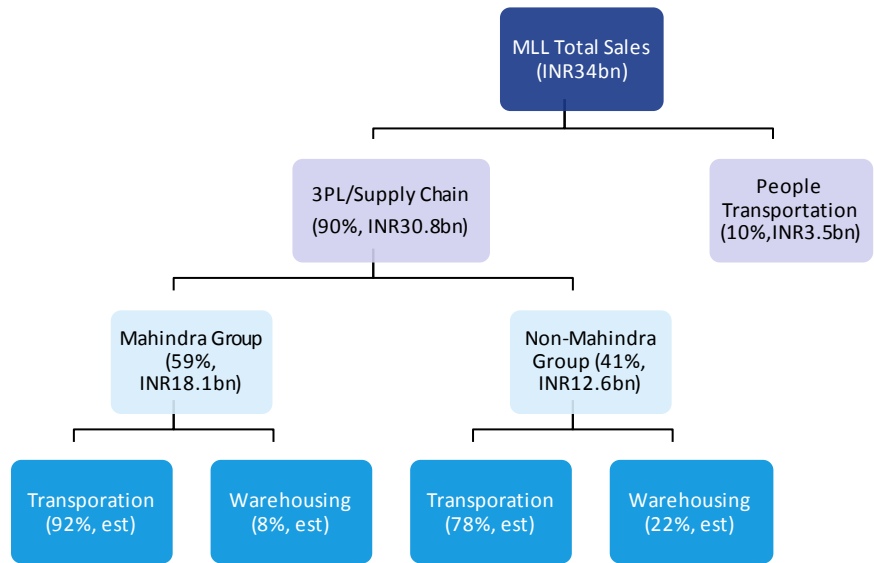 MLL Total Sales
(INR34bn)
3PL/Supply Chain
(90%, INR30.8bn)
People
Transportation
(10%,INR3.5bn)
Mahindra Group
(59%,
INR18.1bn)
Non-Mahindra
Group (41%,
INR12.6bn)
Transporation
(92%, est)
Warehousing
(8%, est)
Transporation
(78%, est)
Warehousing
(22%, est)